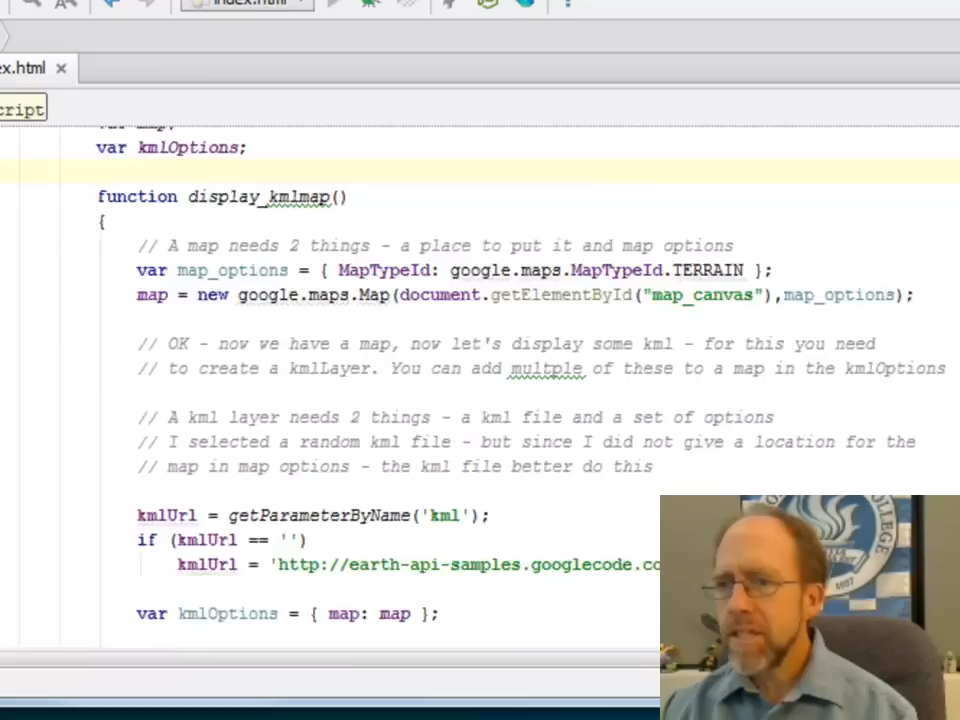 index.html
ex.html
cript
var map;
var kmlOptions;
function display_kmlmap()
{
// A map needs 2 things - a place to put it and map options
var map_options = { MapTypeId: google.maps.MapTypeId.TERRAIN };
map = new google.maps.Map(document.getElementById("map_canvas"),map_options);
// OK - now we have a map, now let's display some kml - for this you need
// to create a kmlLayer. You can add multple of these to a map in the kmlOptions
// A kml layer needs 2 things - a kml file and a set of options
// I selected a random kml file - but since I did not give a location for the
// map in map options - the kml file better do this
kmlUrl = getParameterByName('kml');
if (kmlUrl == '')
kmlUrl = 'http://earth-api-samples.googlecode.co
var kmlOptions = { map: map };
COLLEGE
1997